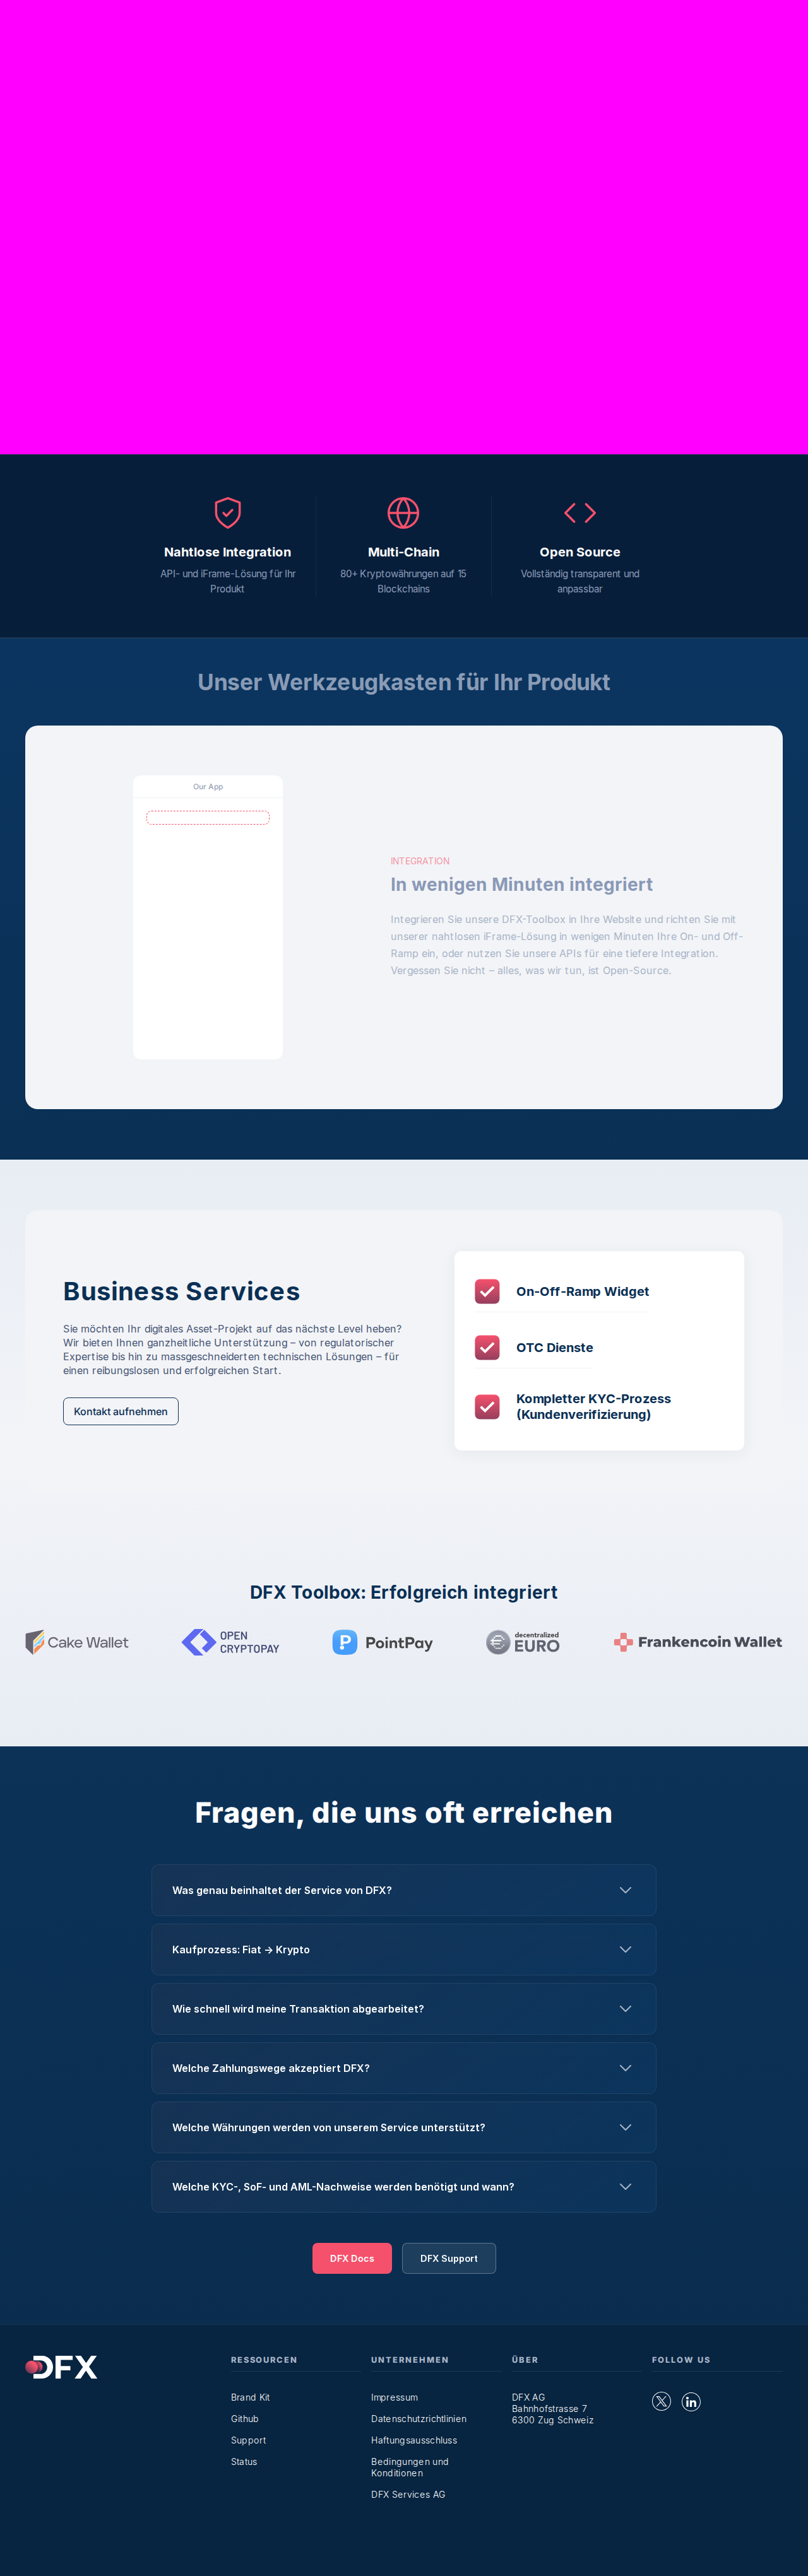 Nahtlose Integration
API- und iFrame-Lösung für Ihr
Produkt
Multi-Chain
80+ Kryptowährungen auf 15
Blockchains
Open Source
Vollständig transparent und
anpassbar
Unser Werkzeugkasten für Ihr Produkt
Our App
INTEGRATION
In wenigen Minuten integriert
Integrieren Sie unsere DFX-Toolbox in Ihre Website und richten Sie mit
unserer nahtlosen iFrame-Lösung in wenigen Minuten Ihre On- und Off-
Ramp ein, oder nutzen Sie unsere APIs für eine tiefere Integration.
Vergessen Sie nicht – alles, was wir tun, ist Open-Source.
Business Services
Sie möchten Ihr digitales Asset-Projekt auf das nächste Level heben?
Wir bieten Ihnen ganzheitliche Unterstützung – von regulatorischer
Expertise bis hin zu massgeschneiderten technischen Lösungen – für
einen reibungslosen und erfolgreichen Start.
Kontakt aufnehmen
On-Off-Ramp Widget
OTC Dienste
Kompletter KYC-Prozess
(Kundenverifizierung)
DFX Toolbox: Erfolgreich integriert
Cake Wallet
OPEN
CRYPTOPAY
PointPay
decentralized
EURO
Frankencoin Wallet
Fragen, die uns oft erreichen
Was genau beinhaltet der Service von DFX?
Kaufprozess: Fiat → Krypto
Wie schnell wird meine Transaktion abgearbeitet?
Welche Zahlungswege akzeptiert DFX?
Welche Währungen werden von unserem Service unterstützt?
Welche KYC-, SoF- und AML-Nachweise werden benötigt und wann?
DFX Docs
DFX Support
DFX
RESSOURCEN
Brand Kit
Github
Support
Status
UNTERNEHMEN
Impressum
Datenschutzrichtlinien
Haftungsausschluss
Bedingungen und
Konditionen
DFX Services AG
ÜBER
DFX AG
Bahnhofstrasse 7
6300 Zug Schweiz
FOLLOW US